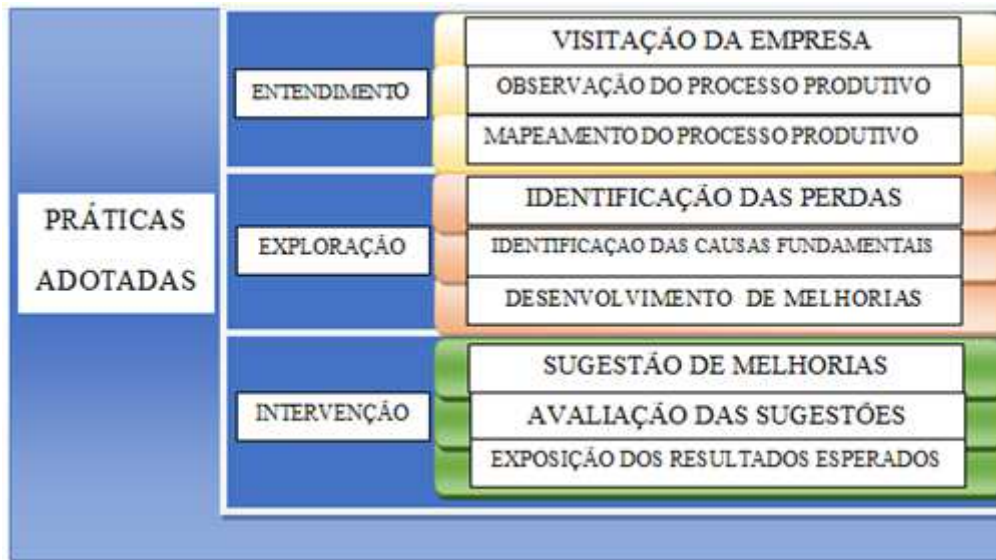 PRÁTICAS
ADOTADAS
ENTENDIMENTO
VISITAÇÃO DA EMPRESA
OBSERVAÇÃO DO PROCESSO PRODUTIVO
MAPEAMENTO DO PROCESSO PRODUTIVO
EXPLORAÇÃO
IDENTIFICAÇÃO DAS PERDAS
IDENTIFICAÇAO DAS CAUSAS FUNDAMENTAIS
DESENVOLVIMENTO DE MELHORIAS
INTERVENÇÃO
SUGESTÃO DE MELHORIAS
AVALIAÇÃO DAS SUGESTÕES
EXPOSIÇÃO DOS RESULTADOS ESPERADOS